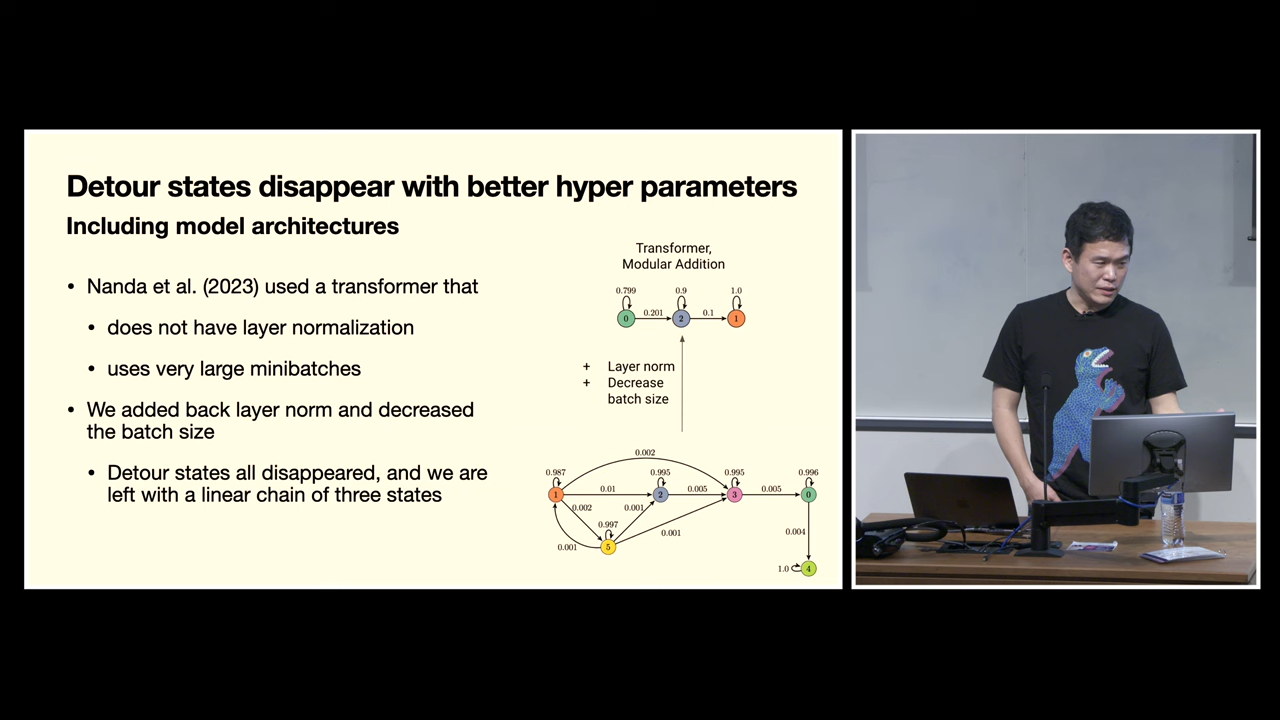 Detour states disappear with better hyper parameters
Including model architectures
• Nanda et al. (2023) used a transformer that
• does not have layer normalization
• uses very large minibatches
• We added back layer norm and decreased
the batch size
• Detour states all disappeared, and we are
left with a linear chain of three states
Transformer,
Modular Addition
0.799 0.9 1.0
0 0.201 2 0.1 1
+ Layer norm
+ Decrease
batch size
0.002
0.987 0.995 0.995 0.996
1 0.01 2 0.005 3 0.005 0
0.002 0.001
0.997 0.001 0.004
0.001 5
1.0 4